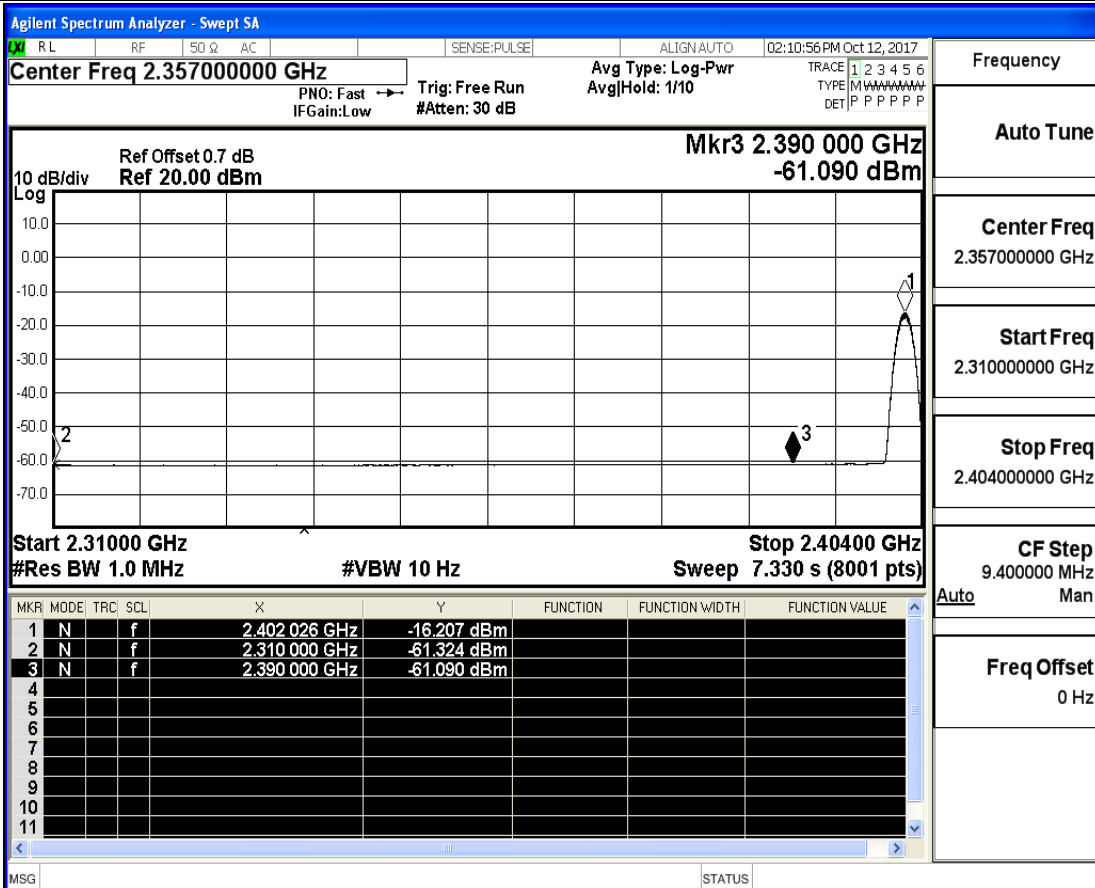 Agilent Spectrum Analyzer - Swept SA
LXI RL RF 50 Ω AC SENSE:PULSE ALIGN AUTO 02:10:56 PM Oct 12, 2017
Center Freq 2.357000000 GHz
PNO: Fast
IFGain:Low
Trig: Free Run
#Atten: 30 dB
Avg Type: Log-Pwr
Avg|Hold: 1/10
TRACE 1 2 3 4 5 6
TYPE M WWWWW
DET P P P P P P
Ref Offset 0.7 dB
10 dB/div Ref 20.00 dBm
Log
Mkr3 2.390 000 GHz
-61.090 dBm
10.0
0.00
-10.0
-20.0
-30.0
-40.0
-50.0
-60.0
-70.0
1
2
3
Start 2.31000 GHz Stop 2.40400 GHz
#Res BW 1.0 MHz #VBW 10 Hz Sweep 7.330 s (8001 pts)
MKR MODE TRC SCL X Y FUNCTION FUNCTION WIDTH FUNCTION VALUE
1 N f 2.402 026 GHz -16.207 dBm
2 N f 2.310 000 GHz -61.324 dBm
3 N f 2.390 000 GHz -61.090 dBm
4
5
6
7
8
9
10
11
MSG STATUS
Frequency
Auto Tune
Center Freq
2.357000000 GHz
Start Freq
2.310000000 GHz
Stop Freq
2.404000000 GHz
CF Step
9.400000 MHz
Auto Man
Freq Offset
0 Hz